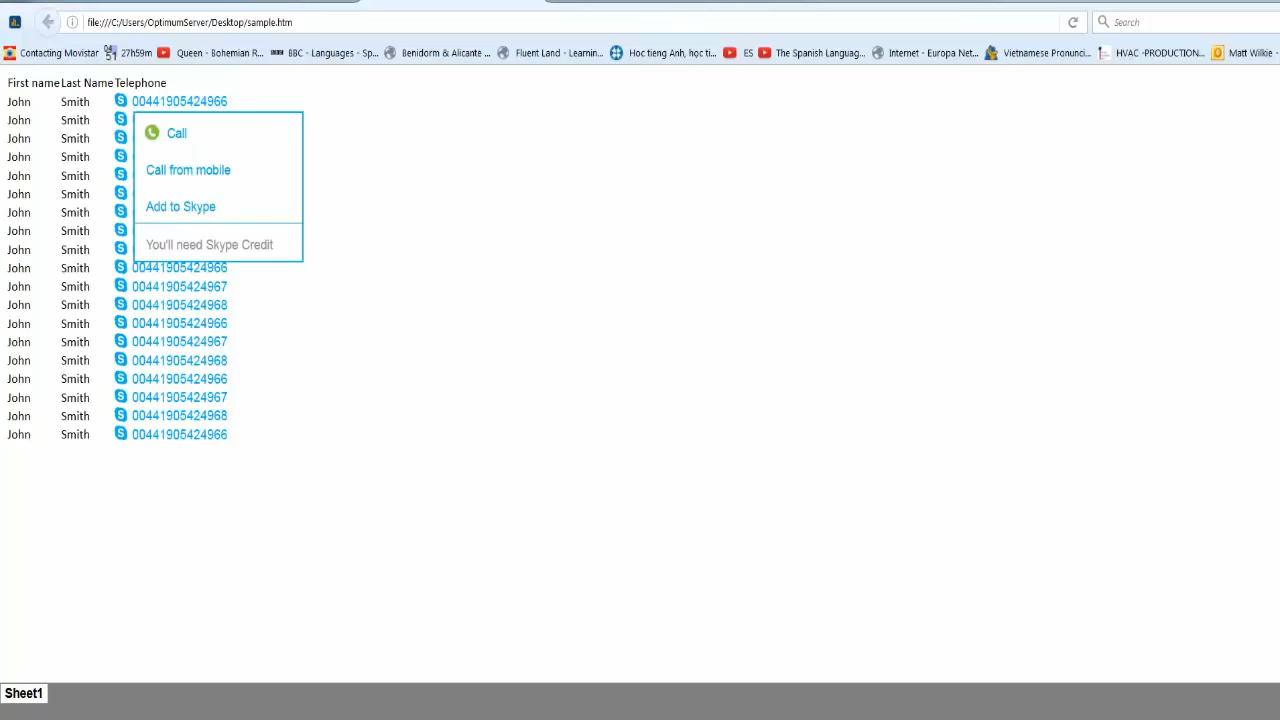 file:///C:/Users/OptimumServer/Desktop/sample.htm Search
Contacting Movistar 27h59m Queen - Bohemian R... BBC - Languages - Sp... Benidorm & Alicante ... Fluent Land - Learnin... Hoc tieng Anh, học ti... ES The Spanish Languag... Internet - Europa Net... Vietnamese Pronunci... HVAC -PRODUCTION... Matt Wilkie -
First name Last Name Telephone
John Smith 00441905424966
John Smith
John Smith Call
John Smith
John Smith Call from mobile
John Smith
John Smith Add to Skype
John Smith
John Smith You'll need Skype Credit
John Smith 00441905424966
John Smith 00441905424967
John Smith 00441905424968
John Smith 00441905424966
John Smith 00441905424967
John Smith 00441905424968
John Smith 00441905424966
John Smith 00441905424967
John Smith 00441905424968
John Smith 00441905424966
Sheet1